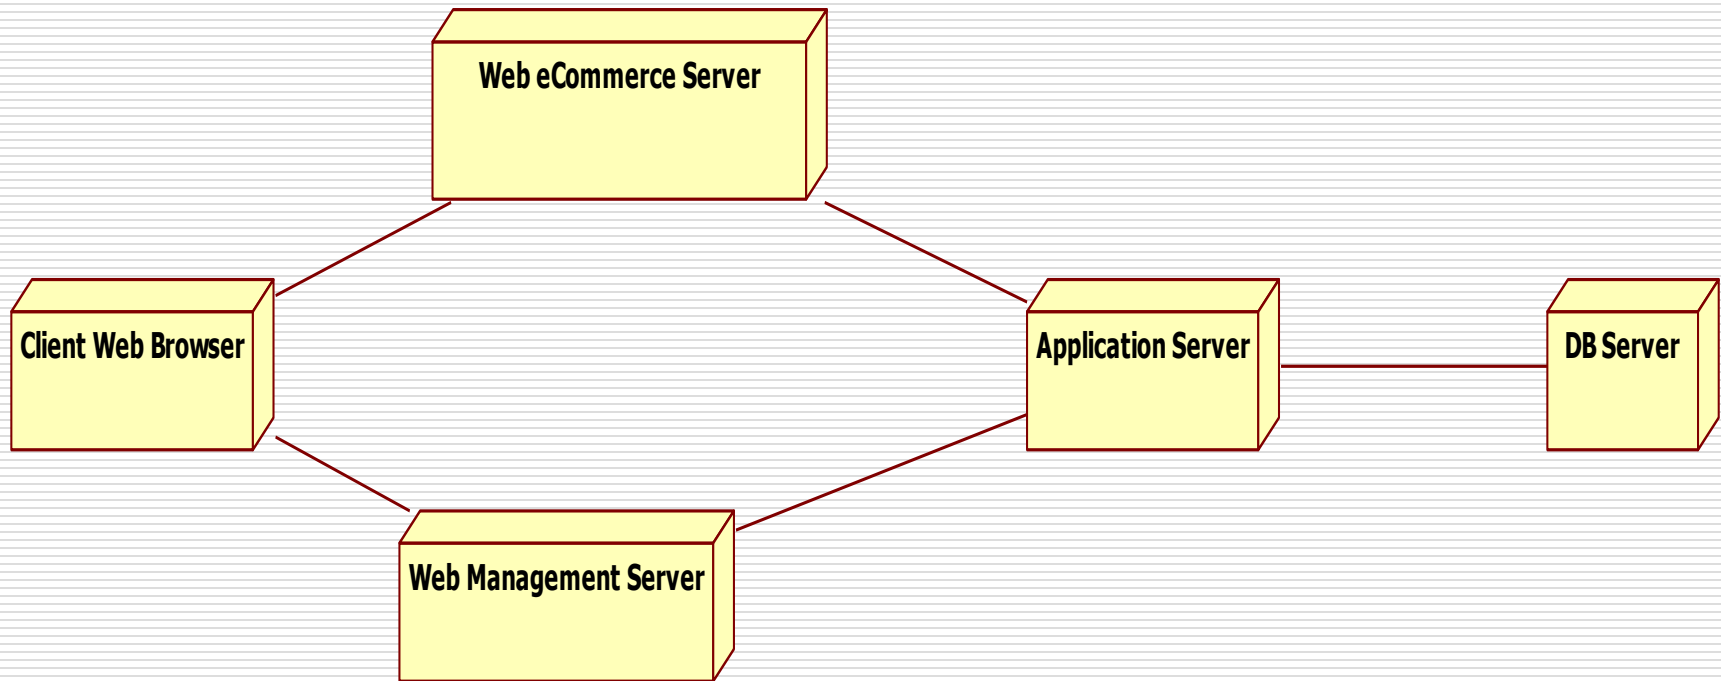 Web eCommerce Server
Client Web Browser
Application Server
DB Server
Web Management Server